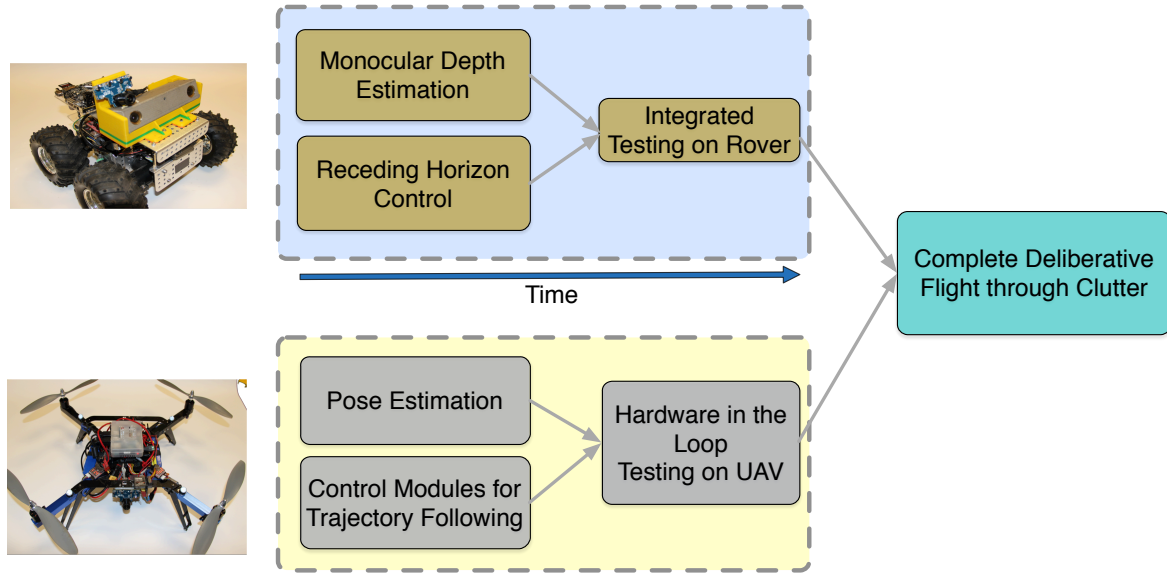 Monocular Depth
Estimation
Integrated
Testing on Rover
Receding Horizon
Control
Complete Deliberative
Flight through Clutter
Time
Pose Estimation
Hardware in the
Loop
Testing on UAV
Control Modules for
Trajectory Following